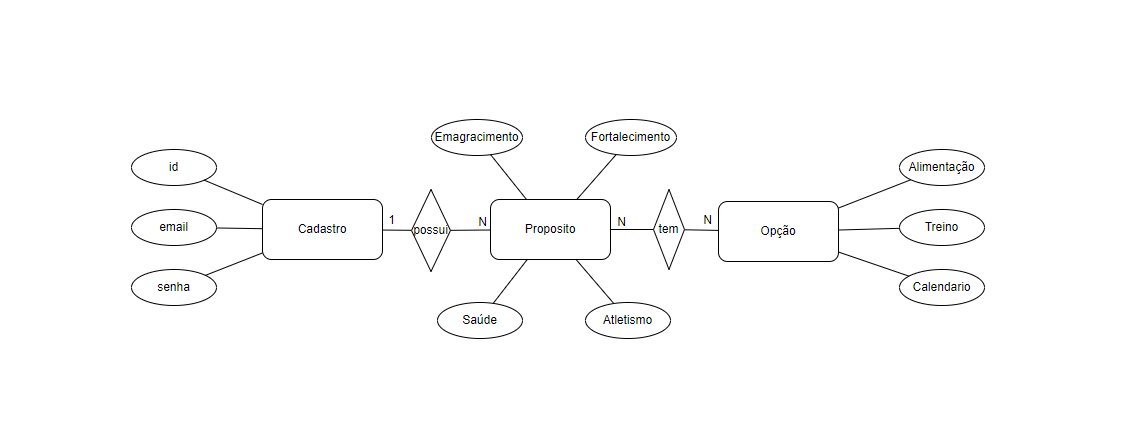 Emagracimento
Fortalecimento
id
Alimentação
email
Cadastro
1
possui
N
Proposito
N
tem
N
Opção
Treino
senha
Calendario
Saúde
Atletismo